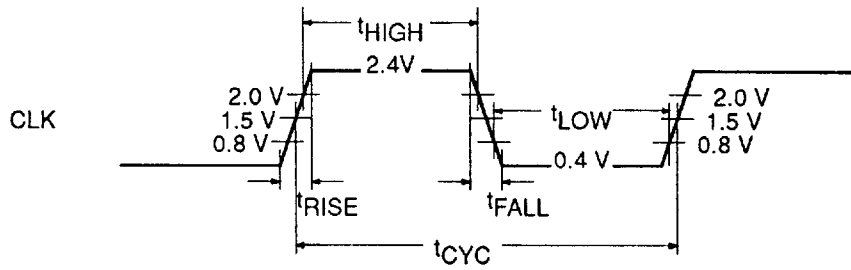 tHIGH
2.4V
2.0 V
1.5 V
0.8 V
CLK
tLOW
2.0 V
1.5 V
0.8 V
0.4 V
tRISE
tFALL
tCYC